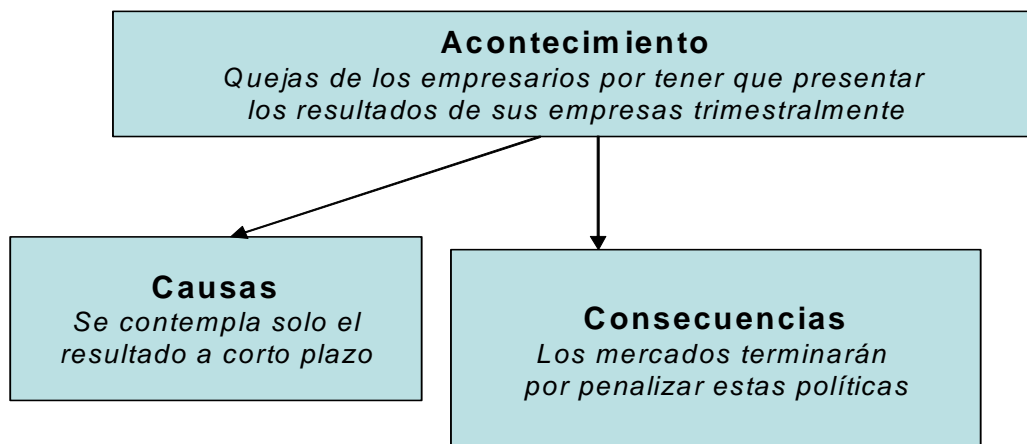 Acontecimiento
Quejas de los empresarios por tener que presentar
los resultados de sus empresas trimestralmente
Causas
Se contempla solo el
resultado a corto plazo
Consecuencias
Los mercados terminarán
por penalizar estas políticas